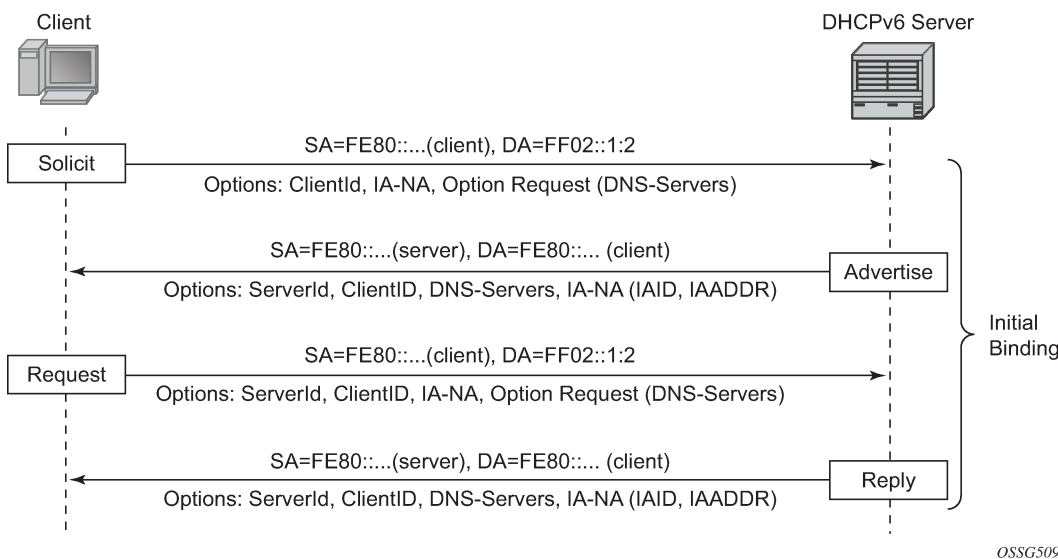 Client
DHCPv6 Server
SA=FE80::...(client), DA=FF02::1:2
Solicit
Options: ClientId, IA-NA, Option Request (DNS-Servers)
SA=FE80::...(server), DA=FE80::... (client)
Advertise
Options: ServerId, ClientID, DNS-Servers, IA-NA (IAID, IAADDR)
Initial
Binding
SA=FE80::...(client), DA=FF02::1:2
Request
Options: ServerId, ClientID, IA-NA, Option Request (DNS-Servers)
SA=FE80::...(server), DA=FE80::... (client)
Reply
Options: ServerId, ClientID, DNS-Servers, IA-NA (IAID, IAADDR)
OSSG509